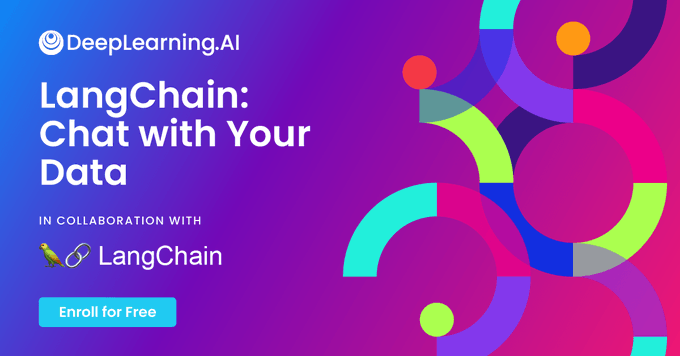 DeepLearning.AI
LangChain:
Chat with Your
Data
IN COLLABORATION WITH
LangChain
Enroll for Free